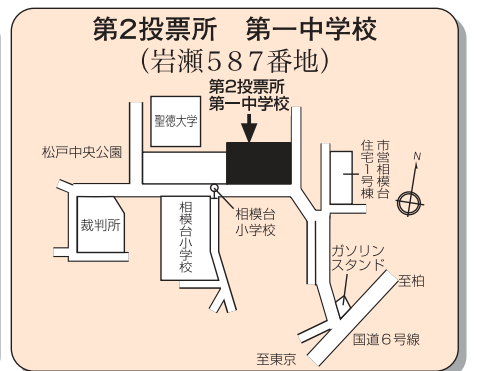 第2投票所 第一中学校
(岩瀬587番地)
第2投票所
第一中学校
聖徳大学
松戸中央公園
市営相模台
住宅1号棟
N
相模台
小学校
相模台小学校
裁判所
ガソリン
スタンド
至柏
国道6号線
至東京